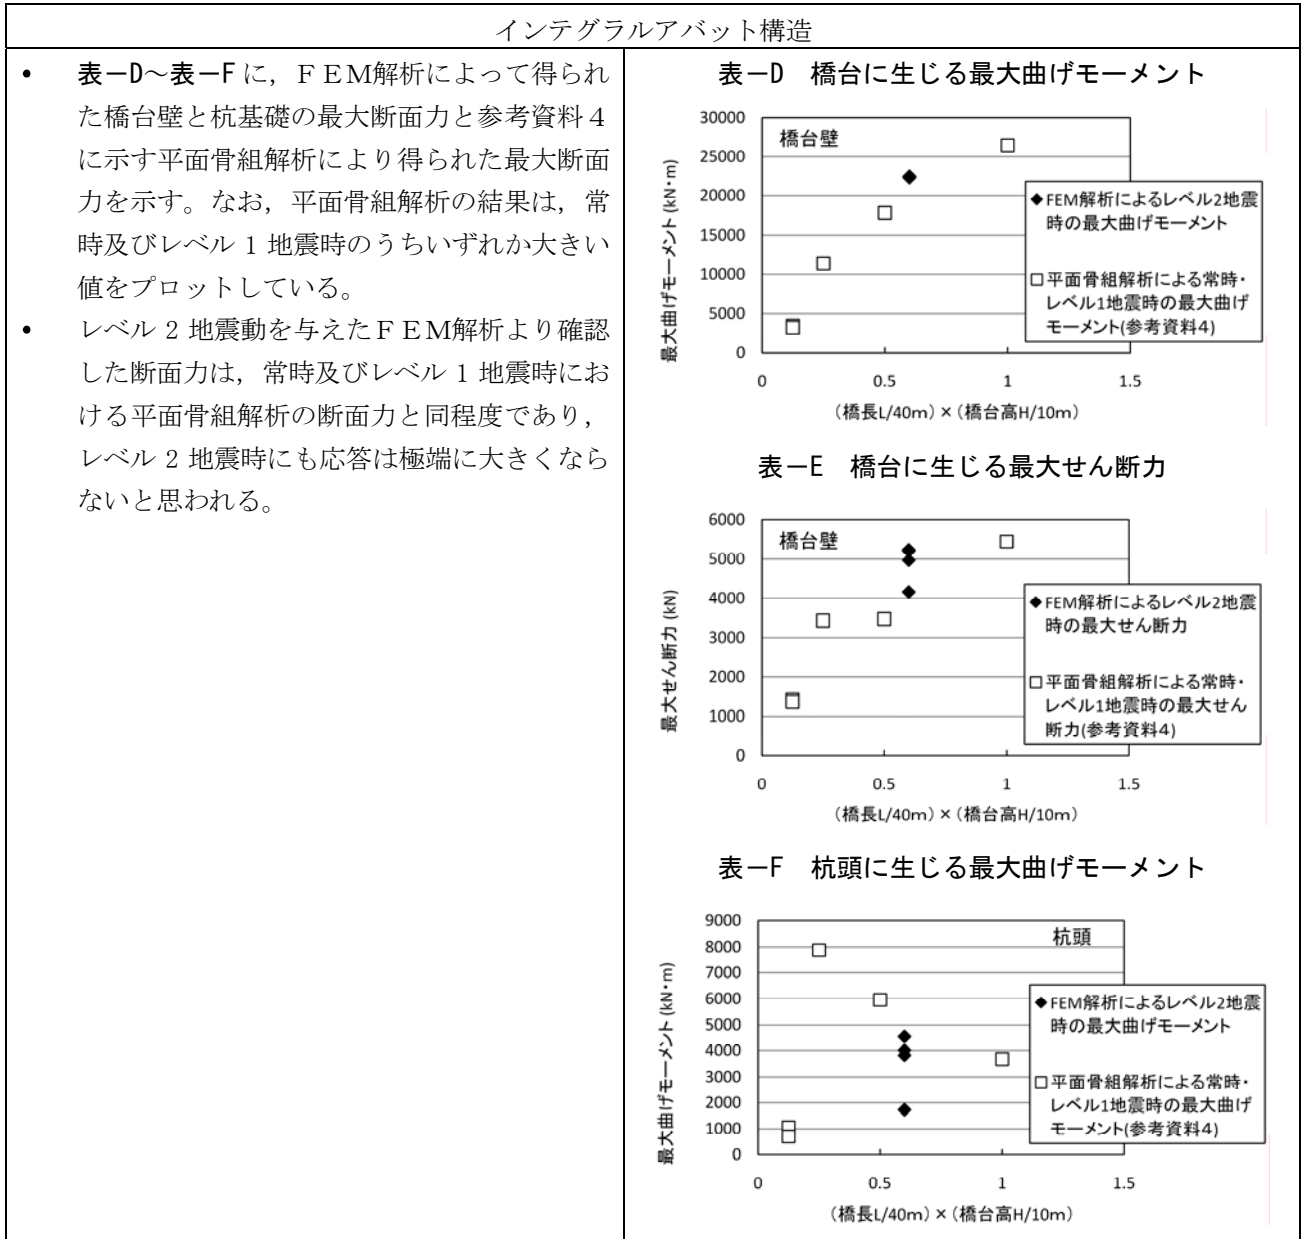 インテグラルアバット構造
• 表－D～表－Fに，ＦＥＭ解析によって得られ
た橋台壁と杭基礎の最大断面力と参考資料４
に示す平面骨組解析により得られた最大断面
力を示す。なお，平面骨組解析の結果は，常
時及びレベル 1 地震時のうちいずれか大きい
値をプロットしている。
• レベル 2 地震動を与えたＦＥＭ解析より確認
した断面力は，常時及びレベル 1 地震時にお
ける平面骨組解析の断面力と同程度であり，
レベル 2 地震時にも応答は極端に大きくなら
ないと思われる。
表－D　橋台に生じる最大曲げモーメント
最大曲げモーメント (kN・m)
30000
25000
20000
15000
10000
5000
0
橋台壁
◆FEM解析によるレベル2地震
時の最大曲げモーメント
□平面骨組解析による常時・
レベル1地震時の最大曲げ
モーメント(参考資料4)
0 0.5 1 1.5
（橋長L/40m）×（橋台高H/10m）
表－E　橋台に生じる最大せん断力
最大せん断力 (kN)
6000
5000
4000
3000
2000
1000
0
橋台壁
◆FEM解析によるレベル2地震
時の最大せん断力
□平面骨組解析による常時・
レベル1地震時の最大せん
断力(参考資料4)
0 0.5 1 1.5
（橋長L/40m）×（橋台高H/10m）
表－F　杭頭に生じる最大曲げモーメント
最大曲げモーメント (kN・m)
9000
8000
7000
6000
5000
4000
3000
2000
1000
0
杭頭
◆FEM解析によるレベル2地震
時の最大曲げモーメント
□平面骨組解析による常時・
レベル1地震時の最大曲げ
モーメント(参考資料4)
0 0.5 1 1.5
（橋長L/40m）×（橋台高H/10m）